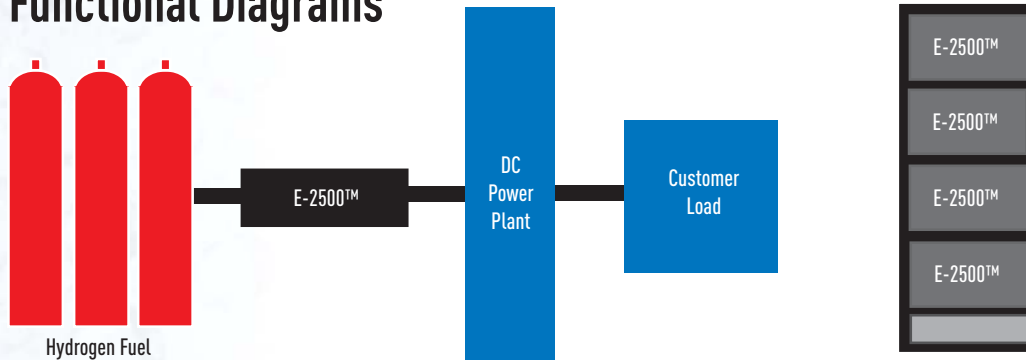 Functional Diagrams
E-2500™
DC
Power
Plant
Customer
Load
Hydrogen Fuel
E-2500™
E-2500™
E-2500™
E-2500™